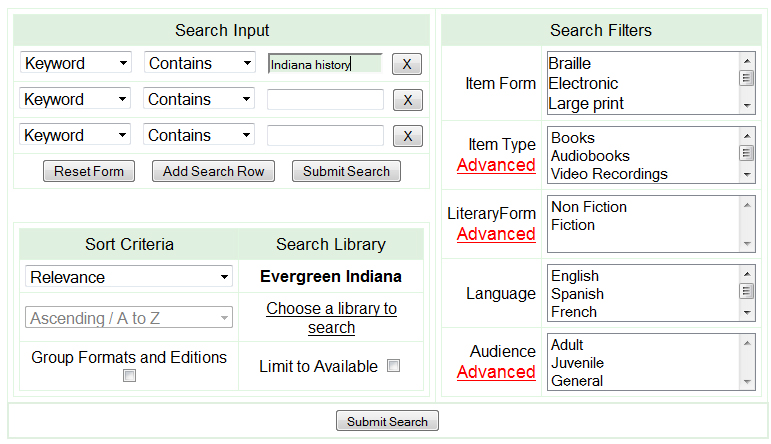 Search Input
Keyword Contains Indiana history X
Keyword Contains X
Keyword Contains X
Reset Form Add Search Row Submit Search
Sort Criteria Search Library
Relevance Evergreen Indiana
Ascending / A to Z Choose a library to
search
Group Formats and Editions Limit to Available
Search Filters
Item Form
Braille
Electronic
Large print
Item Type
Advanced
Books
Audiobooks
Video Recordings
LiteraryForm
Advanced
Non Fiction
Fiction
Language
English
Spanish
French
Audience
Advanced
Adult
Juvenile
General
Submit Search